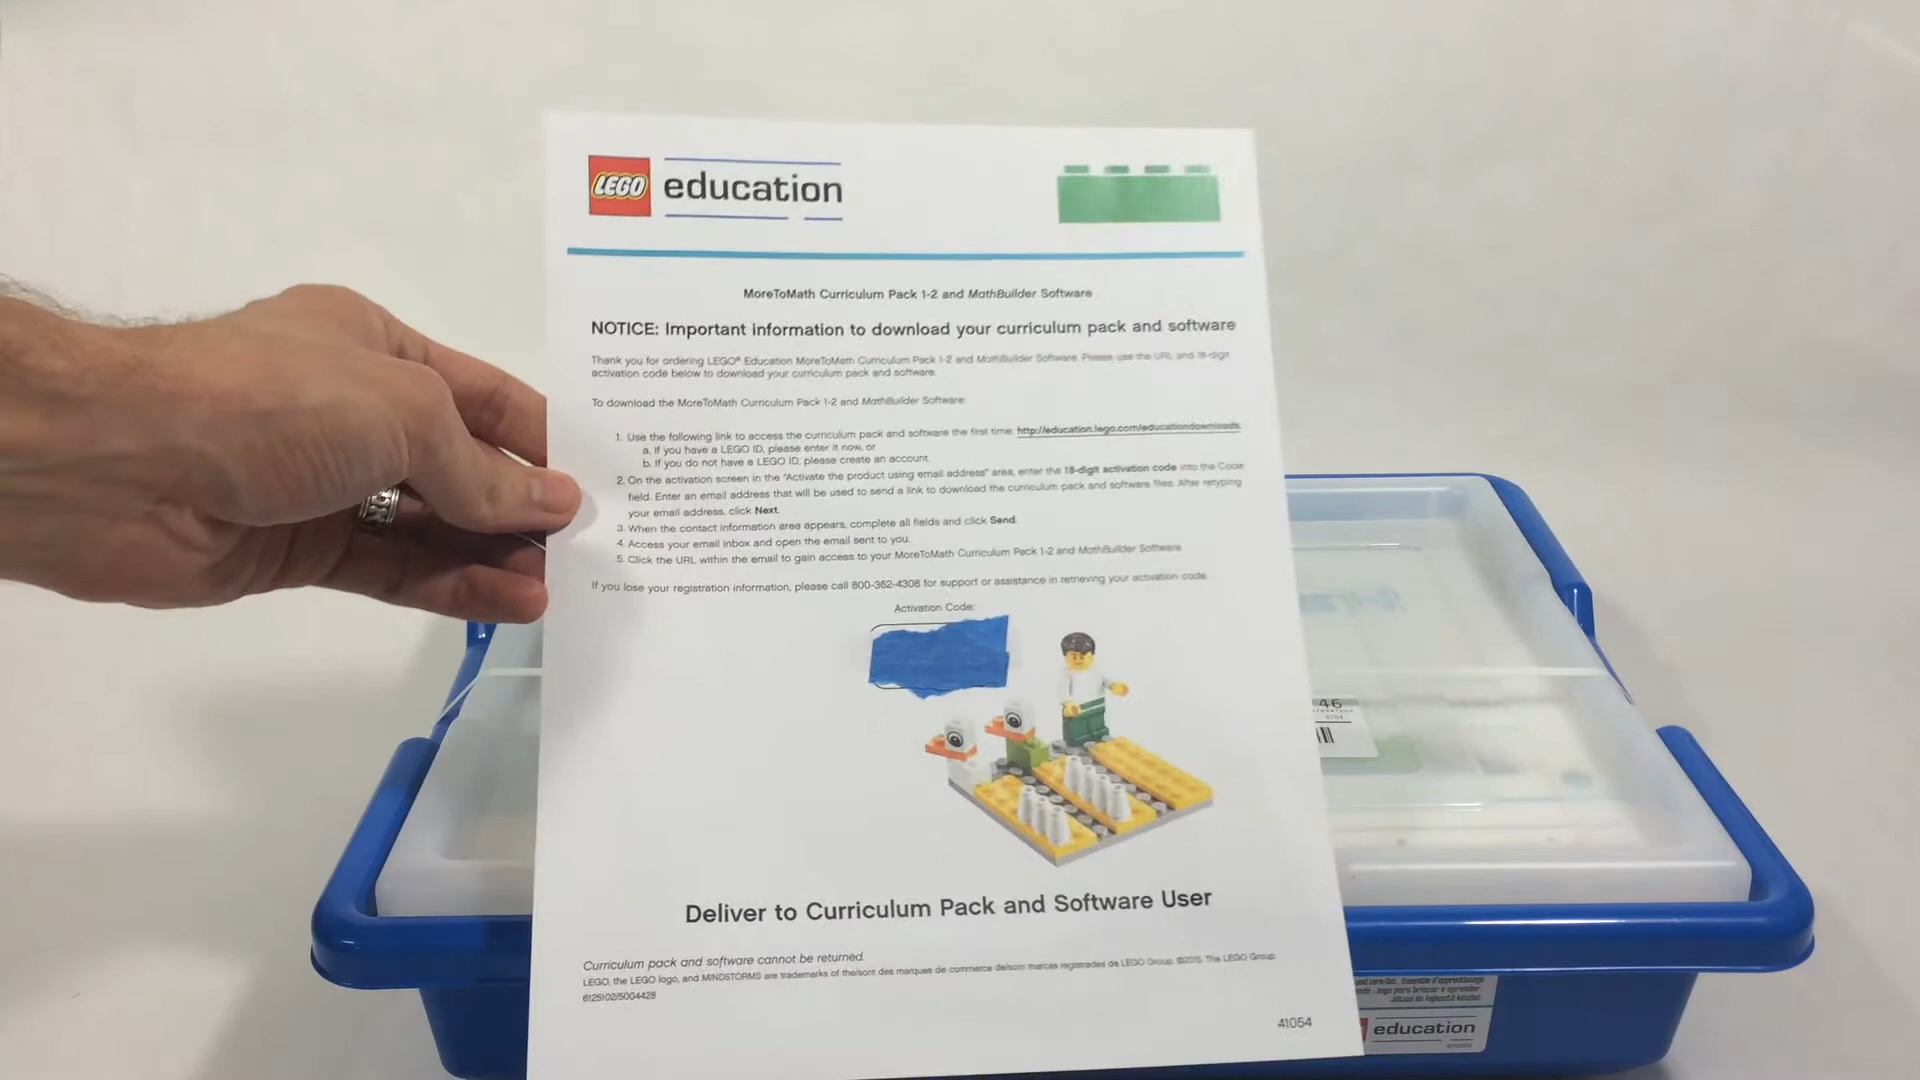 LEGO education
MoreToMath Curriculum Pack 1-2 and MathBuilder Software
NOTICE: Important information to download your curriculum pack and software
Thank you for ordering LEGO® Education MoreToMath Curriculum Pack 1-2 and MathBuilder Software. Please use the URL and 18-digit
activation code below to download your curriculum pack and software.
To download the MoreToMath Curriculum Pack 1-2 and MathBuilder Software:
1. Use the following link to access the curriculum pack and software the first time: http://education.lego.com/educationdownloads.
a. If you have a LEGO ID, please enter it now, or
b. If you do not have a LEGO ID, please create an account.
2. On the activation screen in the "Activate the product using email address" area, enter the 18-digit activation code into the Code
field. Enter an email address that will be used to send a link to download the curriculum pack and software files. After retyping
your email address, click Next.
3. When the contact information area appears, complete all fields and click Send.
4. Access your email inbox and open the email sent to you.
5. Click the URL within the email to gain access to your MoreToMath Curriculum Pack 1-2 and MathBuilder Software.
If you lose your registration information, please call 800-362-4308 for support or assistance in retrieving your activation code.
Activation Code:
Deliver to Curriculum Pack and Software User
Curriculum pack and software cannot be returned.
LEGO, the LEGO logo, and MINDSTORMS are trademarks of the/sont des marques de commerce de/som marcas registradas de LEGO Group. ©2015 The LEGO Group.
6125102/5004428
41054
46
education